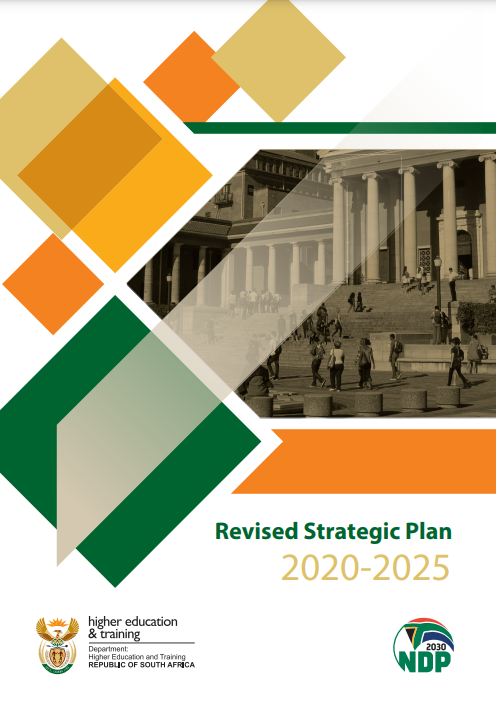 Revised Strategic Plan
2020-2025
higher education
& training
Department:
Higher Education and Training
REPUBLIC OF SOUTH AFRICA
2030
NDP